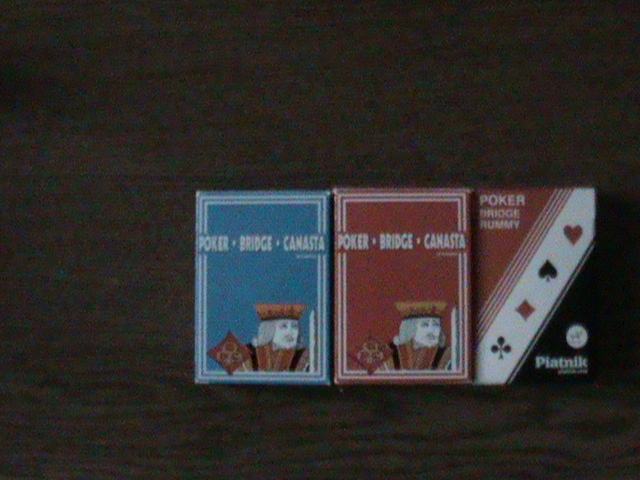 POKER • BRIDGE • CANASTA
POKER • BRIDGE • CANASTA
POKER
BRIDGE
RUMMY
Piatnik